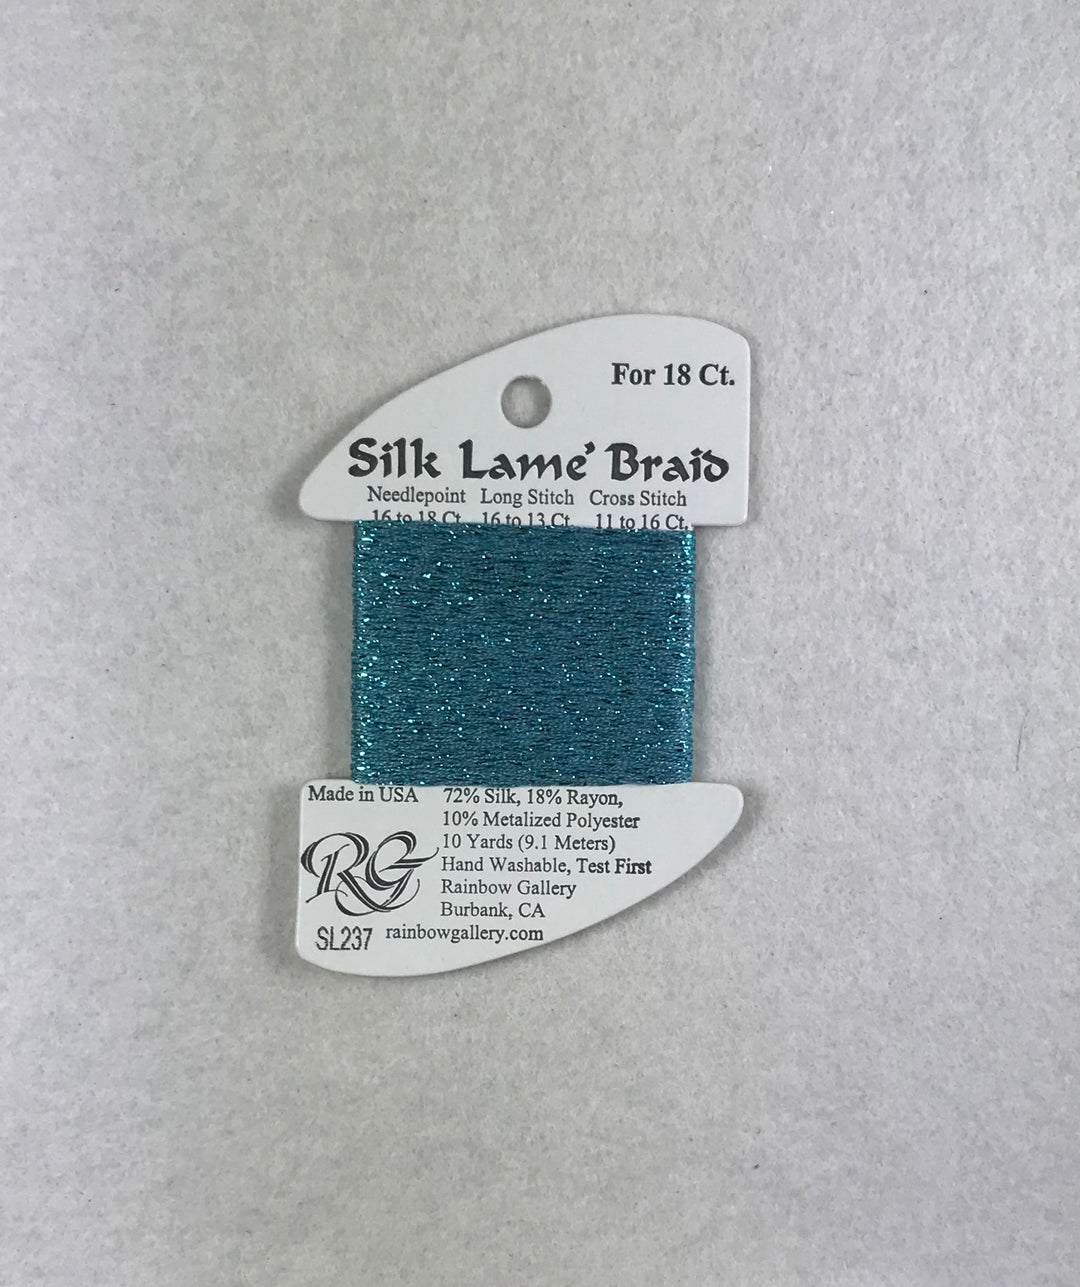 For 18 Ct.
Silk Lame' Braid
Needlepoint Long Stitch Cross Stitch
16 to 18 Ct. 16 to 13 Ct. 11 to 16 Ct.
Made in USA
72% Silk, 18% Rayon,
10% Metalized Polyester
10 Yards (9.1 Meters)
Hand Washable, Test First
Rainbow Gallery
Burbank, CA
rainbowgallery.com
RG
SL237